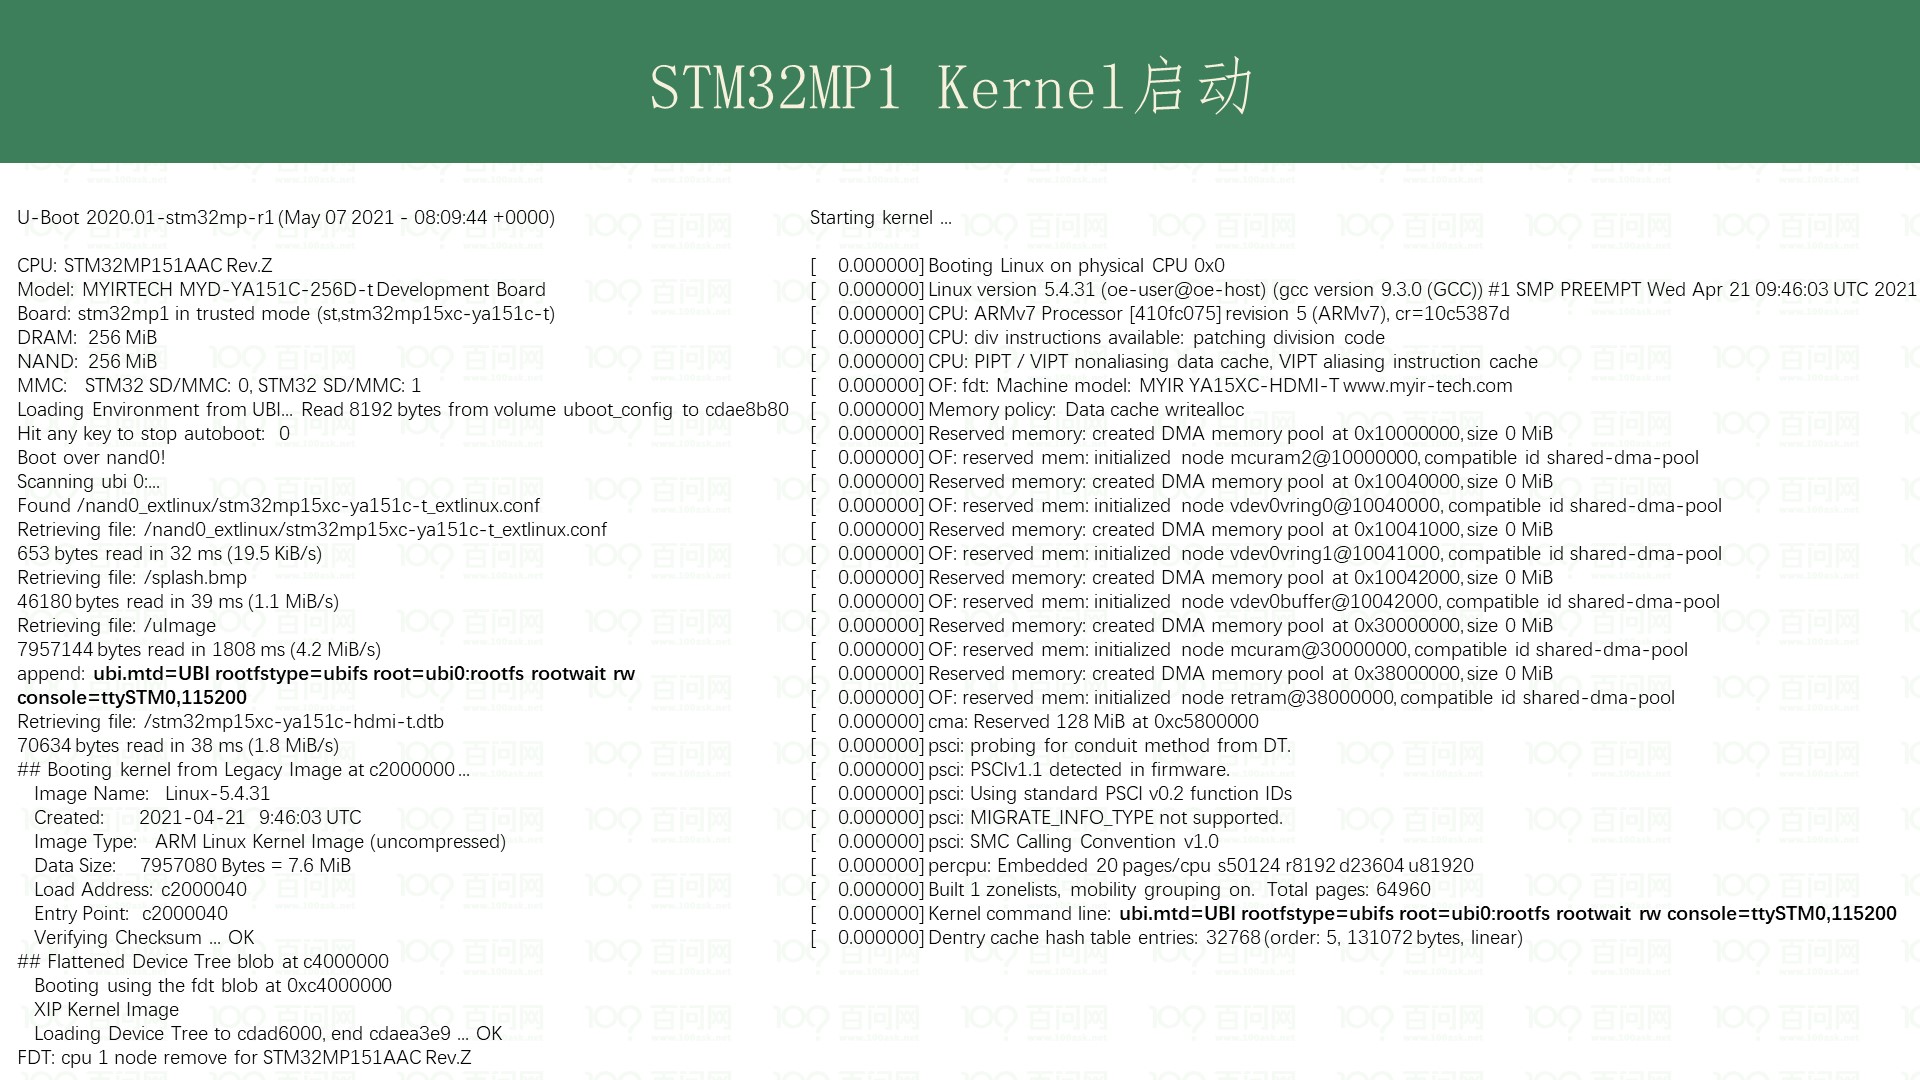 STM32MP1 Kernel启动
U-Boot 2020.01-stm32mp-r1 (May 07 2021 - 08:09:44 +0000)
CPU: STM32MP151AAC Rev.Z
Model: MYIRTECH MYD-YA151C-256D-t Development Board
Board: stm32mp1 in trusted mode (st,stm32mp15xc-ya151c-t)
DRAM:  256 MiB
NAND:  256 MiB
MMC:   STM32 SD/MMC: 0, STM32 SD/MMC: 1
Loading Environment from UBI... Read 8192 bytes from volume uboot_config to cdae8b80
Hit any key to stop autoboot:  0
Boot over nand0!
Scanning ubi 0:...
Found /nand0_extlinux/stm32mp15xc-ya151c-t_extlinux.conf
Retrieving file: /nand0_extlinux/stm32mp15xc-ya151c-t_extlinux.conf
653 bytes read in 32 ms (19.5 KiB/s)
Retrieving file: /splash.bmp
46180 bytes read in 39 ms (1.1 MiB/s)
Retrieving file: /uImage
7957144 bytes read in 1808 ms (4.2 MiB/s)
append: ubi.mtd=UBI rootfstype=ubifs root=ubi0:rootfs rootwait rw
console=ttySTM0,115200
Retrieving file: /stm32mp15xc-ya151c-hdmi-t.dtb
70634 bytes read in 38 ms (1.8 MiB/s)
## Booting kernel from Legacy Image at c2000000 ...
   Image Name:   Linux-5.4.31
   Created:      2021-04-21   9:46:03 UTC
   Image Type:   ARM Linux Kernel Image (uncompressed)
   Data Size:    7957080 Bytes = 7.6 MiB
   Load Address: c2000040
   Entry Point:  c2000040
   Verifying Checksum ... OK
## Flattened Device Tree blob at c4000000
   Booting using the fdt blob at 0xc4000000
   XIP Kernel Image
   Loading Device Tree to cdad6000, end cdaea3e9 ... OK
FDT: cpu 1 node remove for STM32MP151AAC Rev.Z
Starting kernel ...
[    0.000000] Booting Linux on physical CPU 0x0
[    0.000000] Linux version 5.4.31 (oe-user@oe-host) (gcc version 9.3.0 (GCC)) #1 SMP PREEMPT Wed Apr 21 09:46:03 UTC 2021
[    0.000000] CPU: ARMv7 Processor [410fc075] revision 5 (ARMv7), cr=10c5387d
[    0.000000] CPU: div instructions available: patching division code
[    0.000000] CPU: PIPT / VIPT nonaliasing data cache, VIPT aliasing instruction cache
[    0.000000] OF: fdt: Machine model: MYIR YA15XC-HDMI-T www.myir-tech.com
[    0.000000] Memory policy: Data cache writealloc
[    0.000000] Reserved memory: created DMA memory pool at 0x10000000, size 0 MiB
[    0.000000] OF: reserved mem: initialized node mcuram2@10000000, compatible id shared-dma-pool
[    0.000000] Reserved memory: created DMA memory pool at 0x10040000, size 0 MiB
[    0.000000] OF: reserved mem: initialized node vdev0vring0@10040000, compatible id shared-dma-pool
[    0.000000] Reserved memory: created DMA memory pool at 0x10041000, size 0 MiB
[    0.000000] OF: reserved mem: initialized node vdev0vring1@10041000, compatible id shared-dma-pool
[    0.000000] Reserved memory: created DMA memory pool at 0x10042000, size 0 MiB
[    0.000000] OF: reserved mem: initialized node vdev0buffer@10042000, compatible id shared-dma-pool
[    0.000000] Reserved memory: created DMA memory pool at 0x30000000, size 0 MiB
[    0.000000] OF: reserved mem: initialized node mcuram@30000000, compatible id shared-dma-pool
[    0.000000] Reserved memory: created DMA memory pool at 0x38000000, size 0 MiB
[    0.000000] OF: reserved mem: initialized node retram@38000000, compatible id shared-dma-pool
[    0.000000] cma: Reserved 128 MiB at 0xc5800000
[    0.000000] psci: probing for conduit method from DT.
[    0.000000] psci: PSCIv1.1 detected in firmware.
[    0.000000] psci: Using standard PSCI v0.2 function IDs
[    0.000000] psci: MIGRATE_INFO_TYPE not supported.
[    0.000000] psci: SMC Calling Convention v1.0
[    0.000000] percpu: Embedded 20 pages/cpu s50124 r8192 d23604 u81920
[    0.000000] Built 1 zonelists, mobility grouping on.  Total pages: 64960
[    0.000000] Kernel command line: ubi.mtd=UBI rootfstype=ubifs root=ubi0:rootfs rootwait rw console=ttySTM0,115200
[    0.000000] Dentry cache hash table entries: 32768 (order: 5, 131072 bytes, linear)